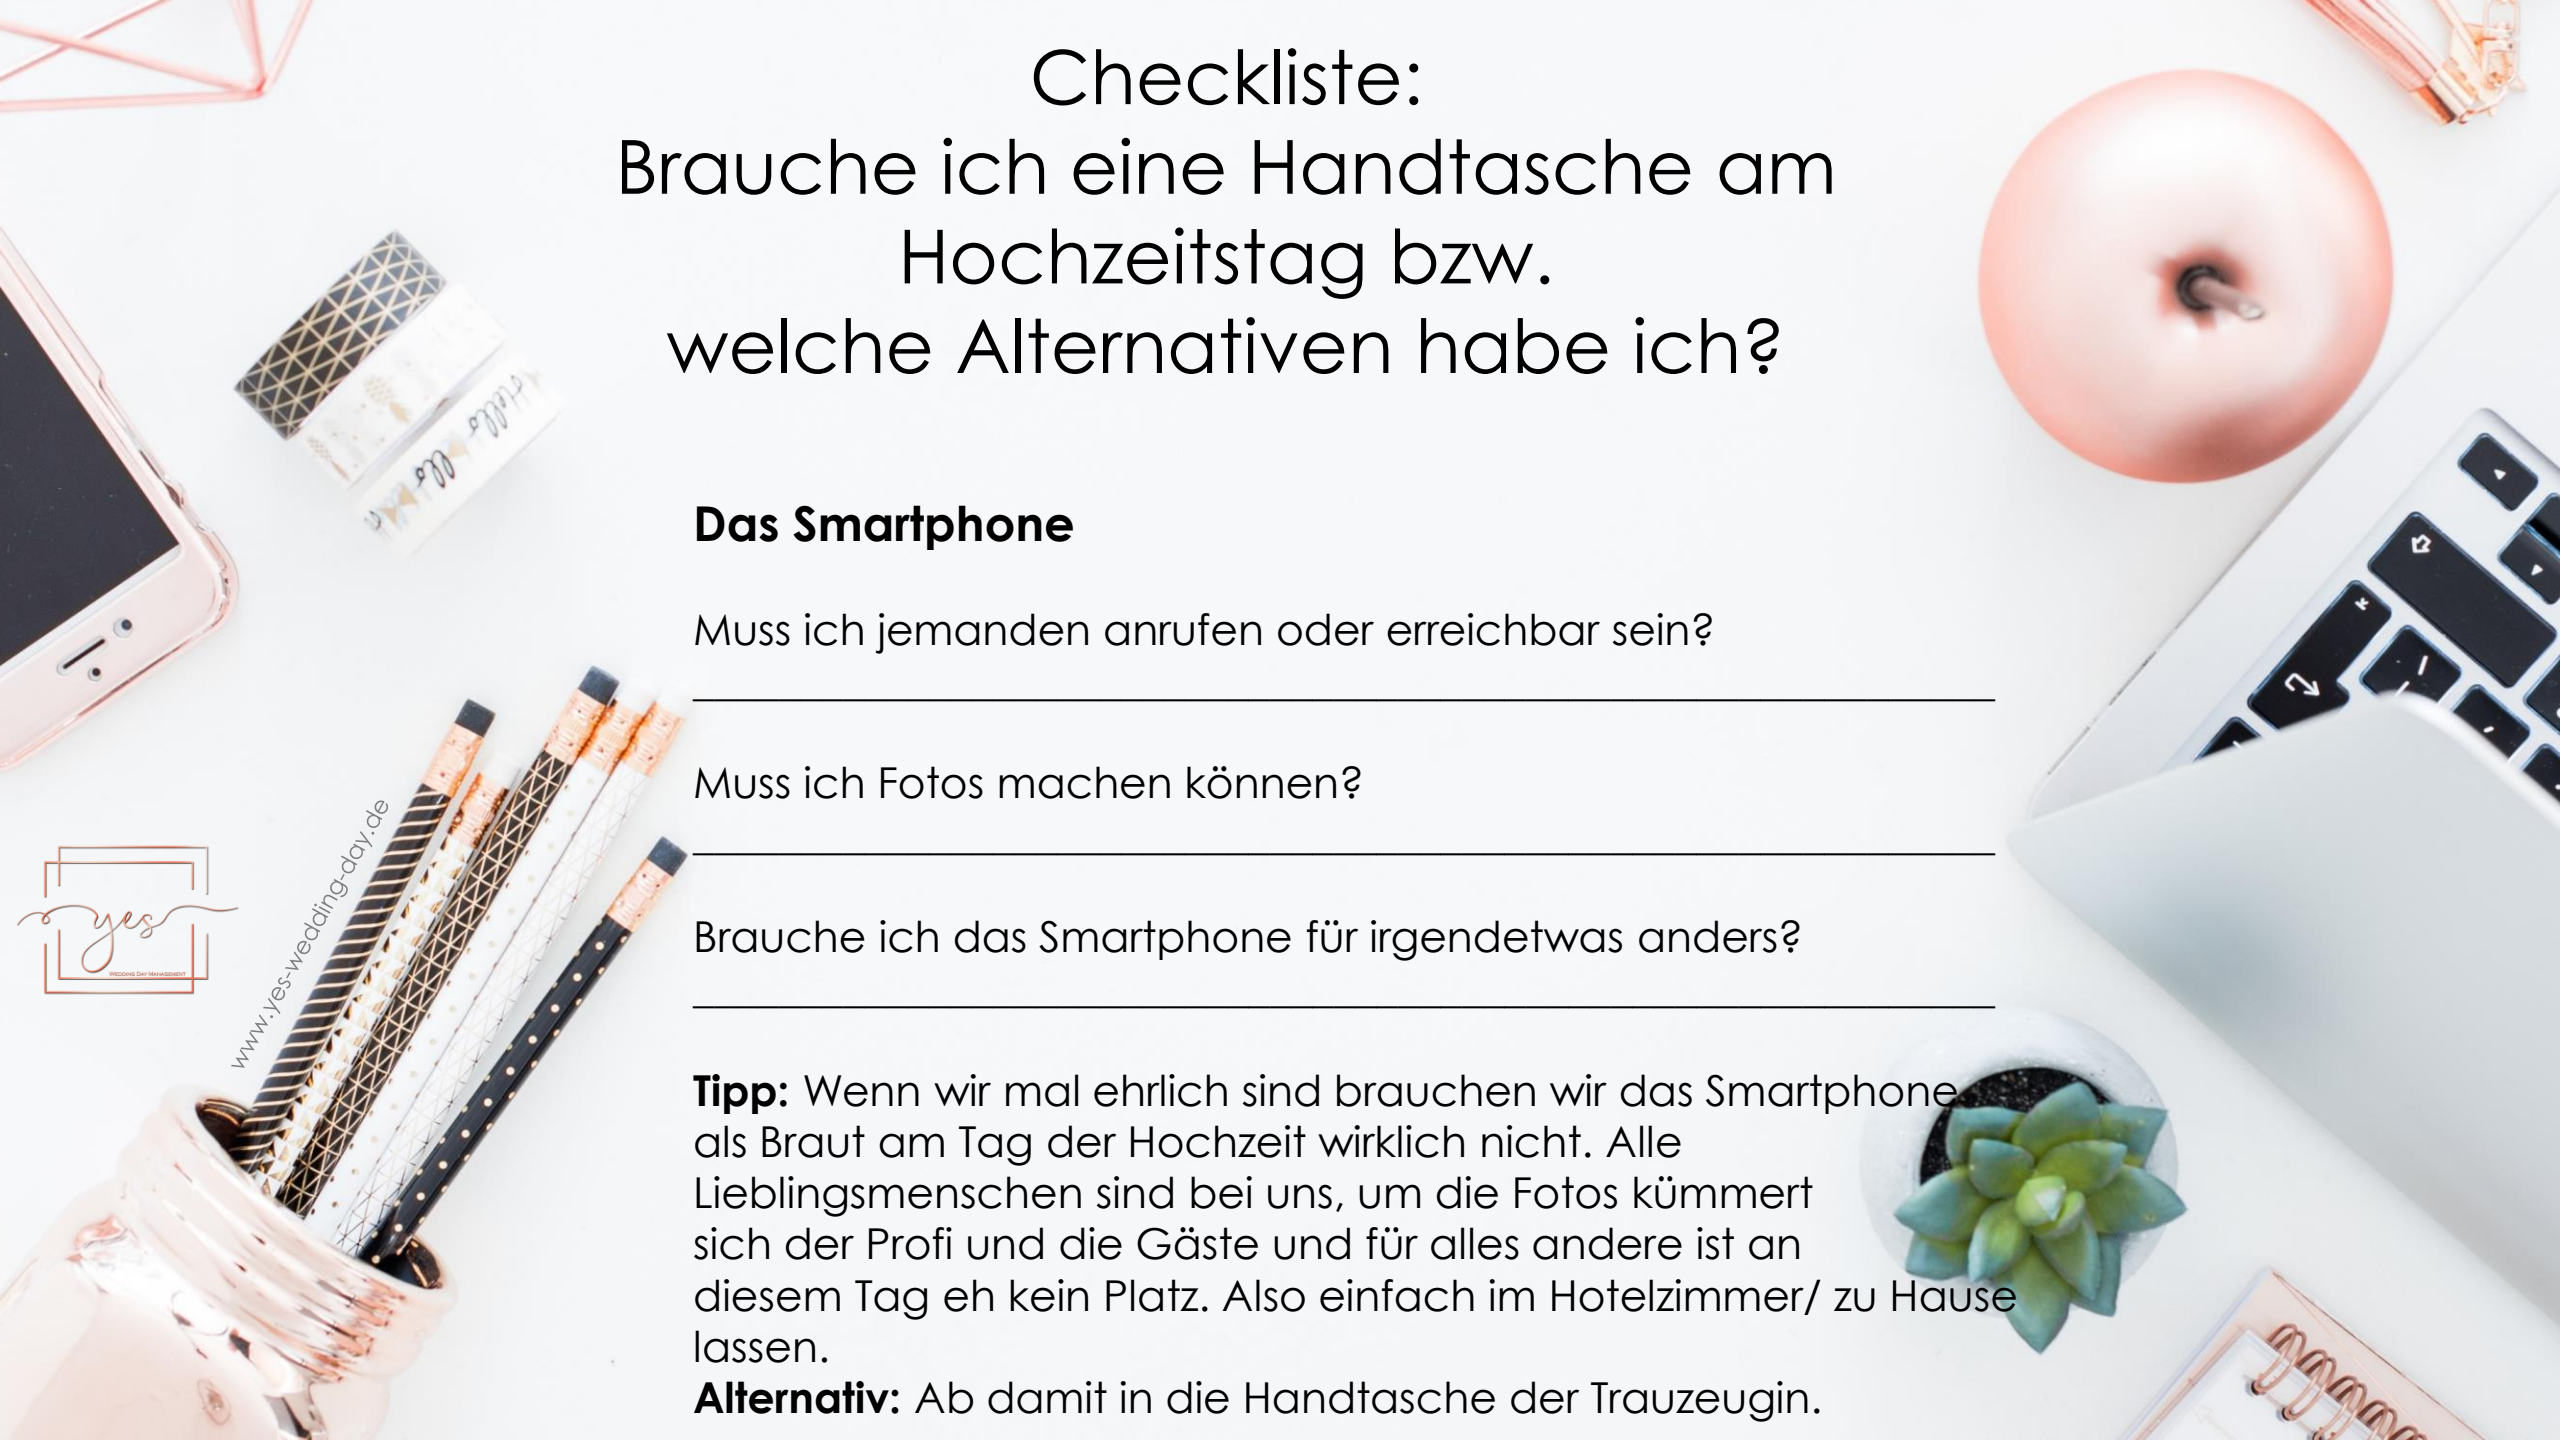 Checkliste:
Brauche ich eine Handtasche am
Hochzeitstag bzw.
welche Alternativen habe ich?
Hello
Das Smartphone
Muss ich jemanden anrufen oder erreichbar sein?
Muss ich Fotos machen können?
Brauche ich das Smartphone für irgendetwas anders?
yes
WEDDING DAY MANAGEMENT
www.yes-wedding-day.de
Tipp: Wenn wir mal ehrlich sind brauchen wir das Smartphone
als Braut am Tag der Hochzeit wirklich nicht. Alle
Lieblingsmenschen sind bei uns, um die Fotos kümmert
sich der Profi und die Gäste und für alles andere ist an
diesem Tag eh kein Platz. Also einfach im Hotelzimmer/ zu Hause
lassen.
Alternativ: Ab damit in die Handtasche der Trauzeugin.